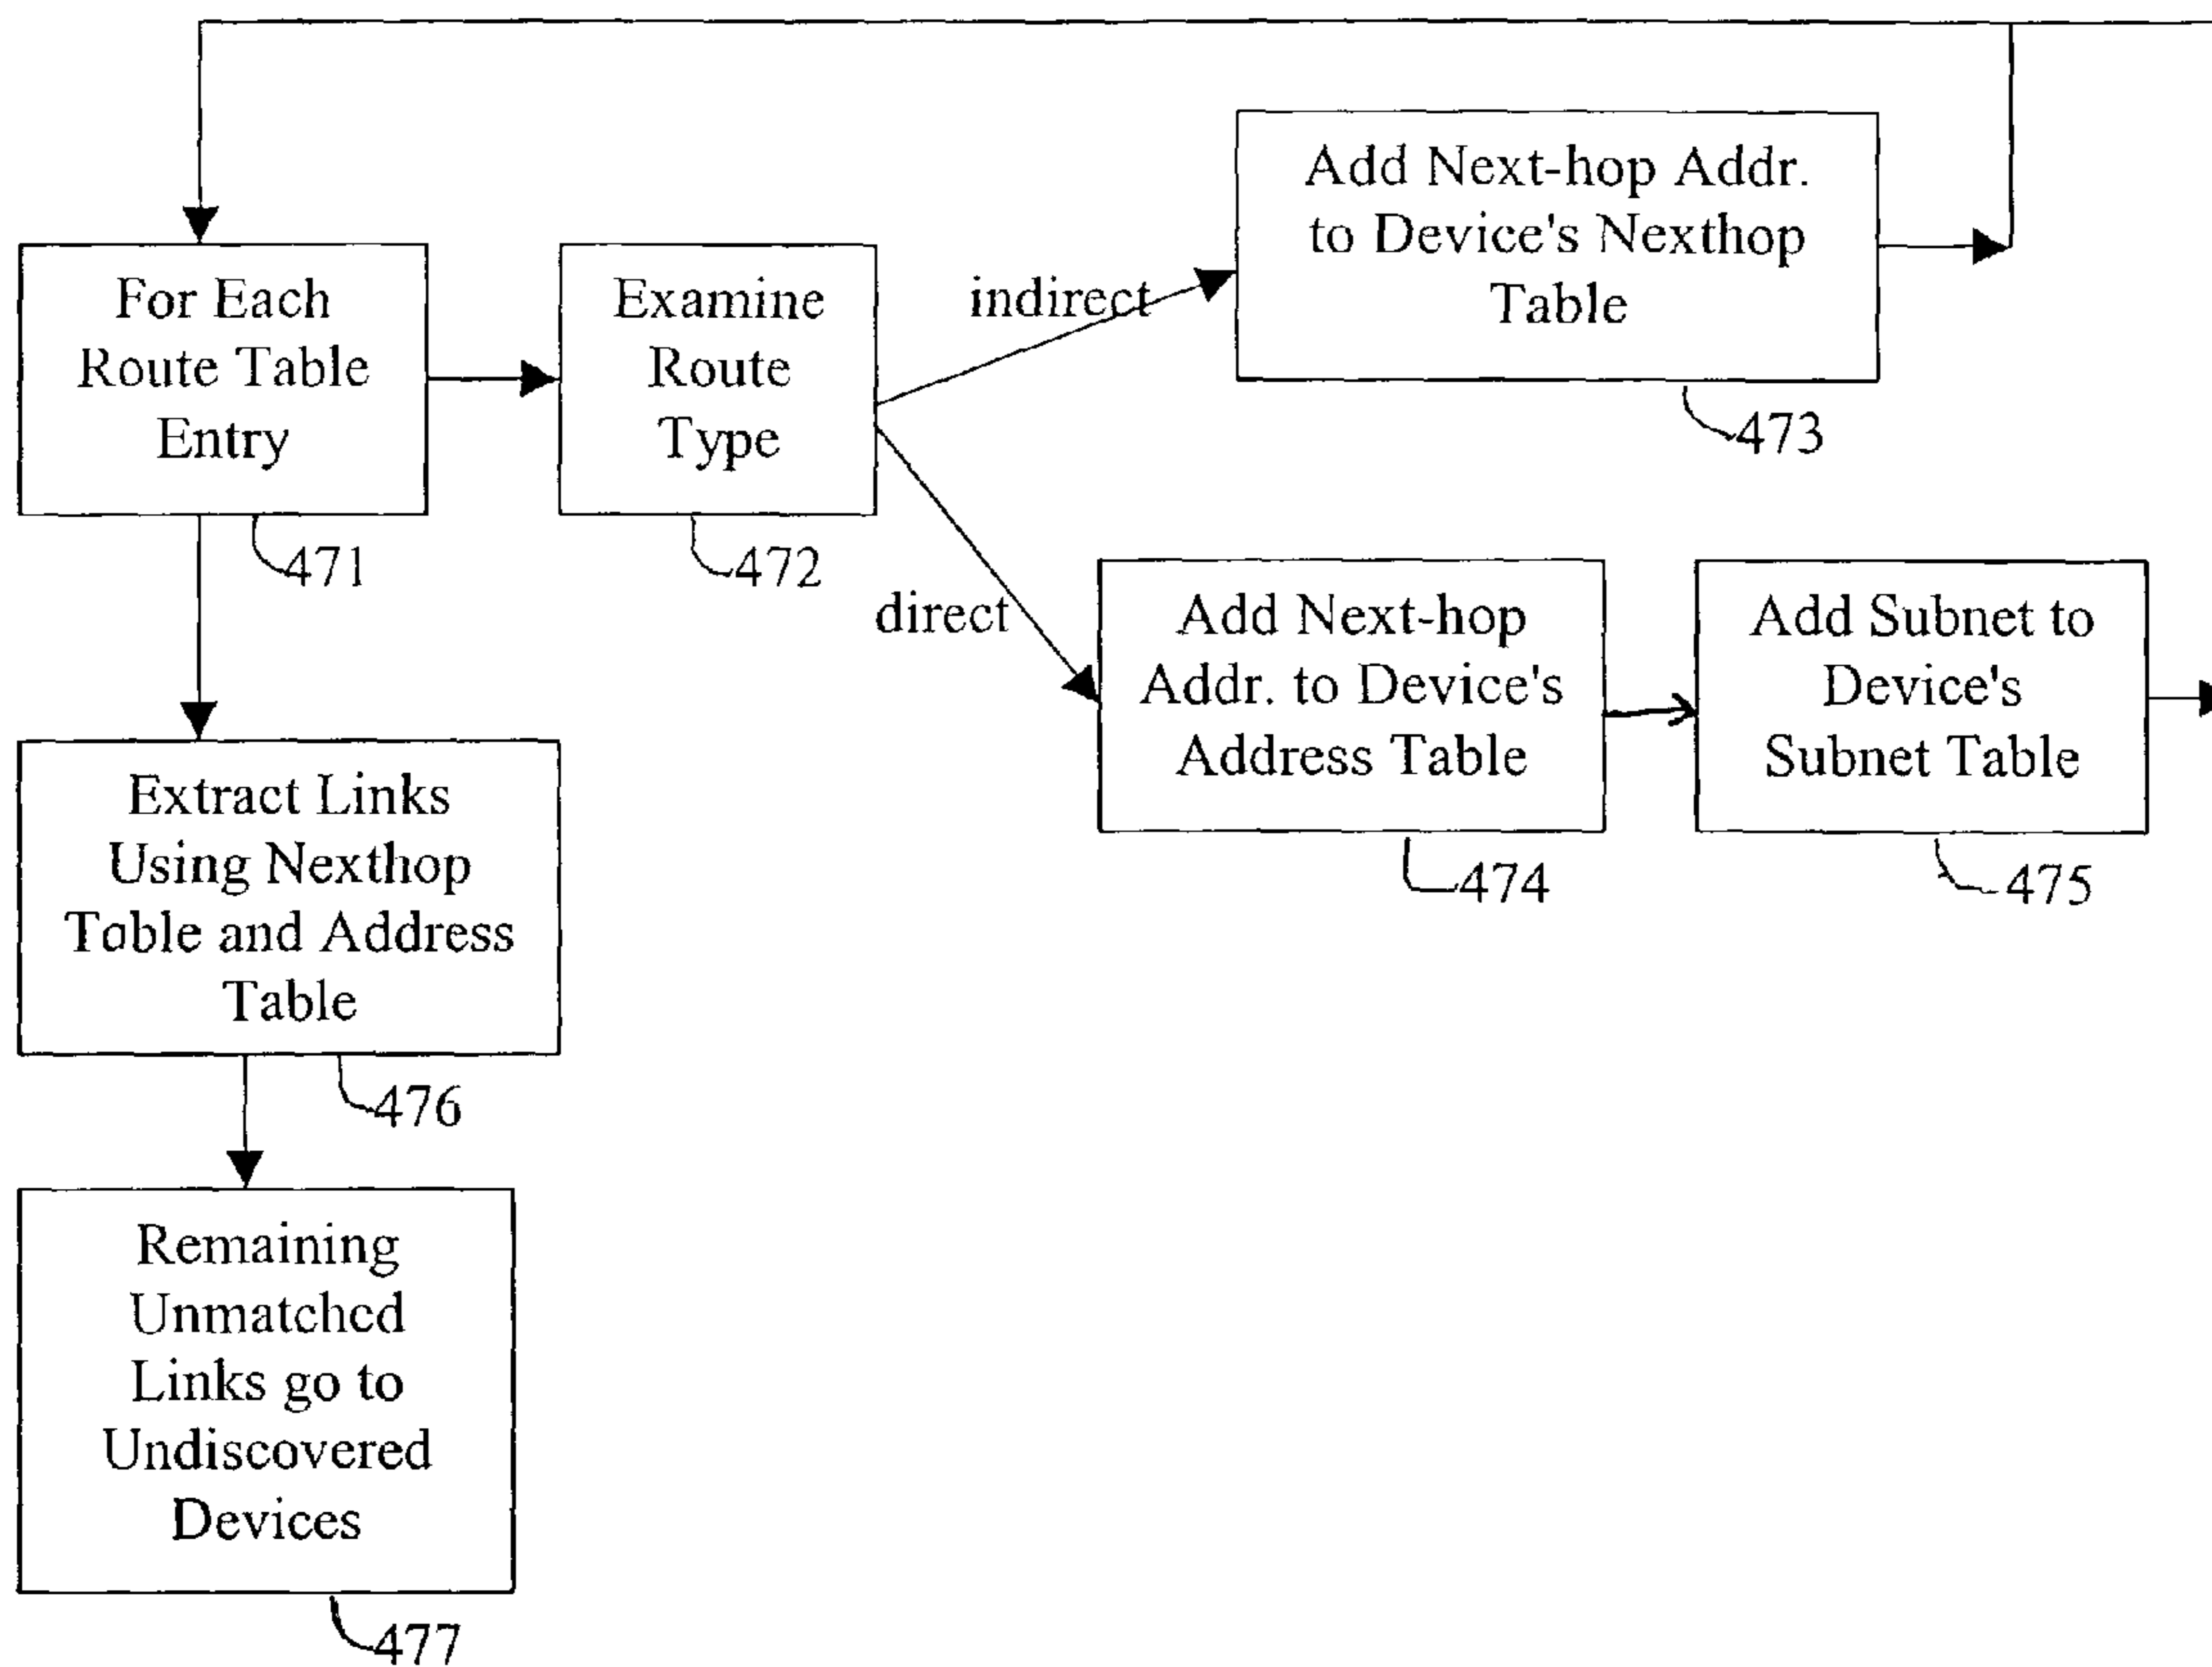 For Each
Route Table
Entry
471
Examine
Route
Type
472
indirect
Add Next-hop Addr.
to Device's Nexthop
Table
473
direct
Add Next-hop
Addr. to Device's
Address Table
474
Add Subnet to
Device's
Subnet Table
475
Extract Links
Using Nexthop
Table and Address
Table
476
Remaining
Unmatched
Links go to
Undiscovered
Devices
477